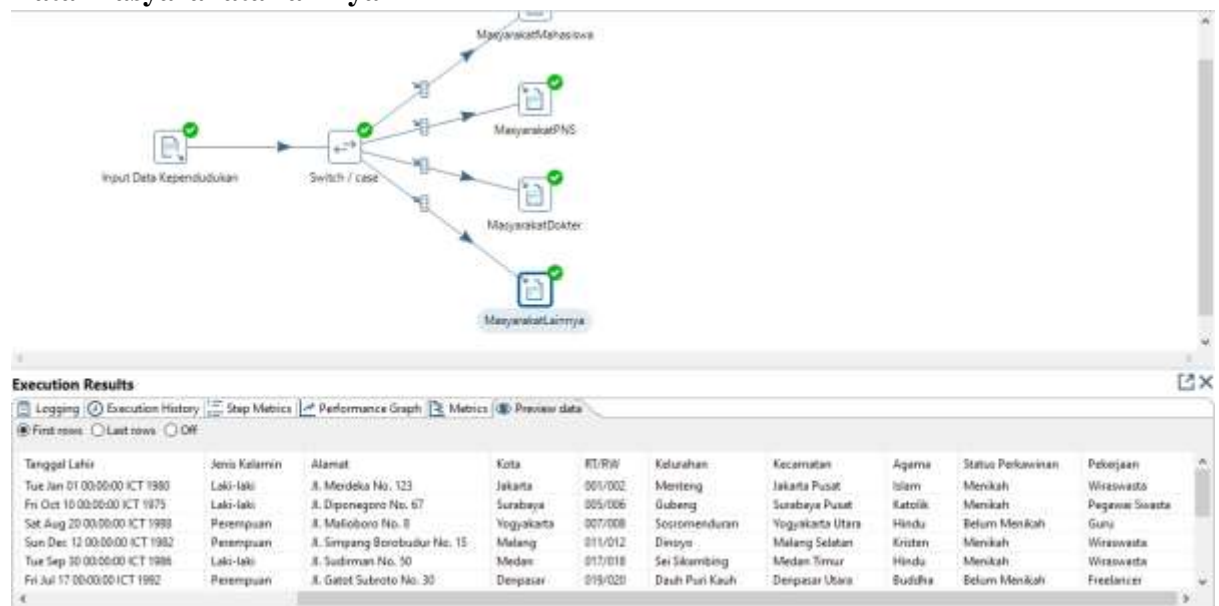 MasyarakatMahasiswa
MasyarakatPNS
Input Data Kependudukan
Switch / case
MasyarakatDokter
MasyarakatLainnya
Execution Results
Logging Execution History Step Metrics Performance Graph Metrics Preview data
First rows Last rows Off
Tanggal Lahir Jenis Kelamin Alamat Kota RT/RW Kelurahan Kecamatan Agama Status Perkawinan Pekerjaan
Tue Jan 01 00:00:00 ICT 1980 Laki-laki Jl. Merdeka No. 123 Jakarta 001/002 Menteng Jakarta Pusat Islam Menikah Wiraswasta
Fri Oct 10 00:00:00 ICT 1975 Laki-laki Jl. Diponegoro No. 67 Surabaya 005/006 Gubeng Surabaya Pusat Katolik Menikah Pegawai Swasta
Sat Aug 20 00:00:00 ICT Perempuan Jl. Malioboro No. 8 Yogyakarta 007/008 Sosromenduran Yogyakarta Utara Hindu Belum Menikah Guru
Sun Dec 12 00:00:00 ICT 1982 Perempuan Jl. Simpang Borobudur No. 15 Malang 011/012 Dinoyo Malang Selatan Kristen Menikah Wiraswasta
Tue Sep 30 00:00:00 ICT 1986 Laki-laki Jl. Sudirman No. 50 Medan 017/018 Sei Sikambing Medan Timur Hindu Menikah Wiraswasta
Fri Jul 17 00:00:00 ICT 1992 Perempuan Jl. Gatot Subroto No. 30 Denpasar 019/020 Dauh Puri Kauh Denpasar Utara Buddha Belum Menikah Freelancer